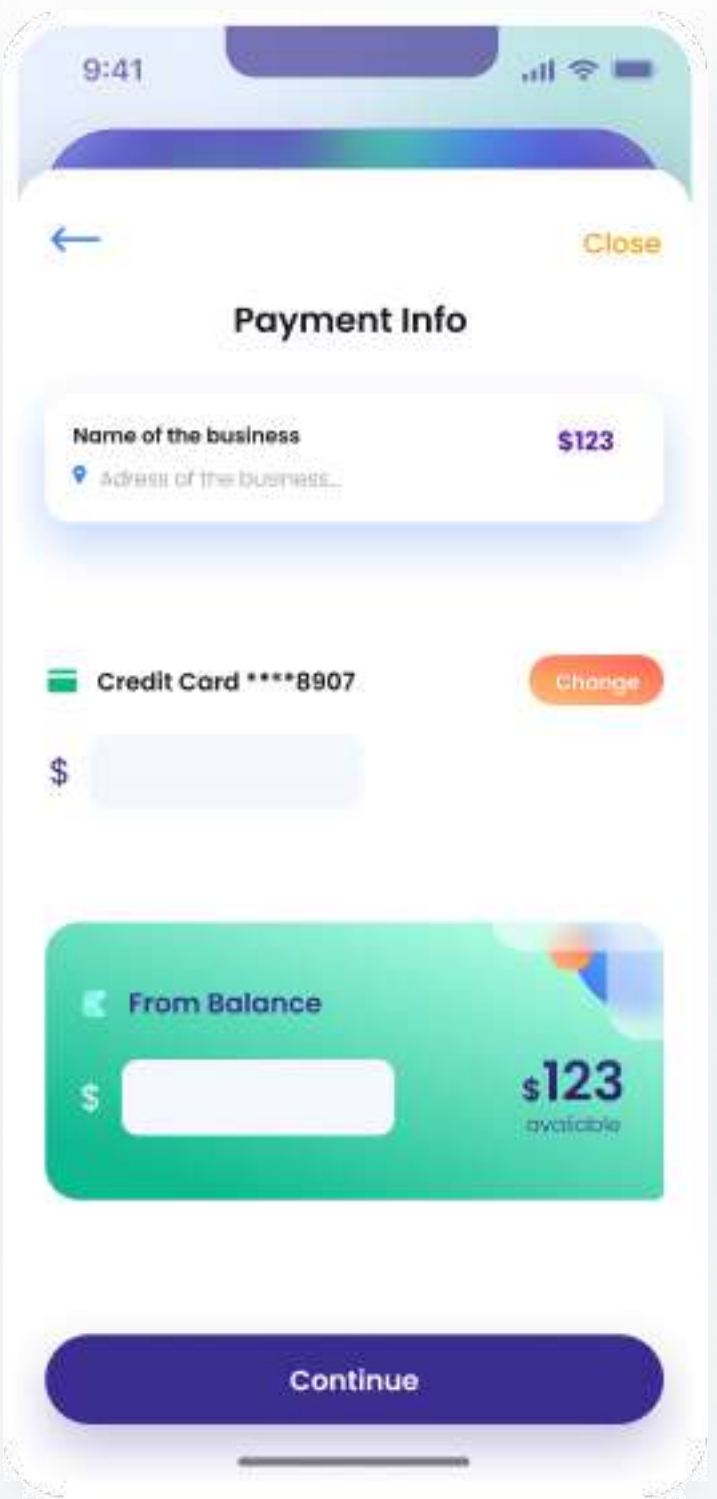 9:41
Close
Payment Info
Name of the business
$123
Adress of the business...
Credit Card ****8907
Change
$
From Balance
$
$123
available
Continue